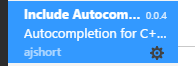 Include Autocom... 0.0.4
Autocompletion for C+...
ajshort